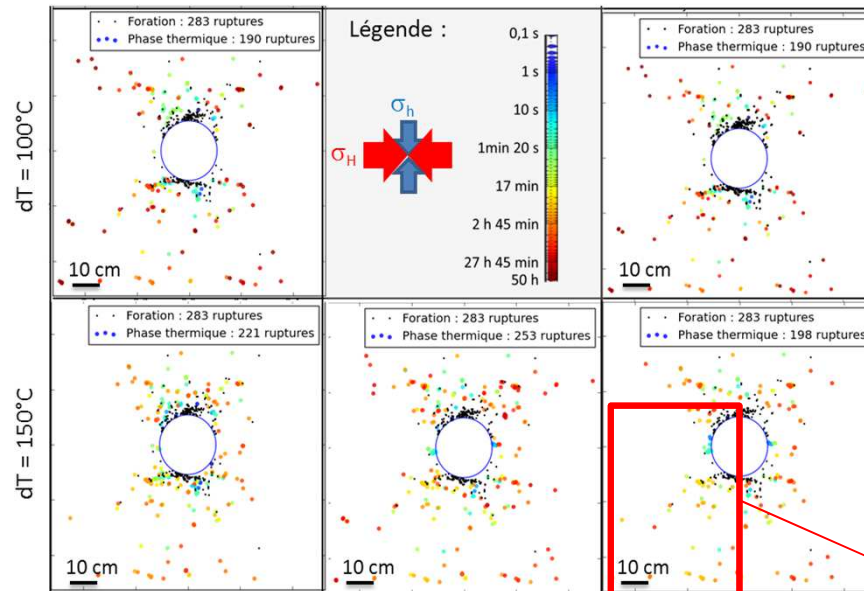 dT = 100°C
Foration : 283 ruptures
Phase thermique : 190 ruptures
10 cm
Légende :
σh
σH
0,1 s
1 s
10 s
1min 20 s
17 min
2 h 45 min
27 h 45 min
50 h
Foration : 283 ruptures
Phase thermique : 190 ruptures
10 cm
dT = 150°C
Foration : 283 ruptures
Phase thermique : 221 ruptures
10 cm
Foration : 283 ruptures
Phase thermique : 253 ruptures
10 cm
Foration : 283 ruptures
Phase thermique : 198 ruptures
10 cm